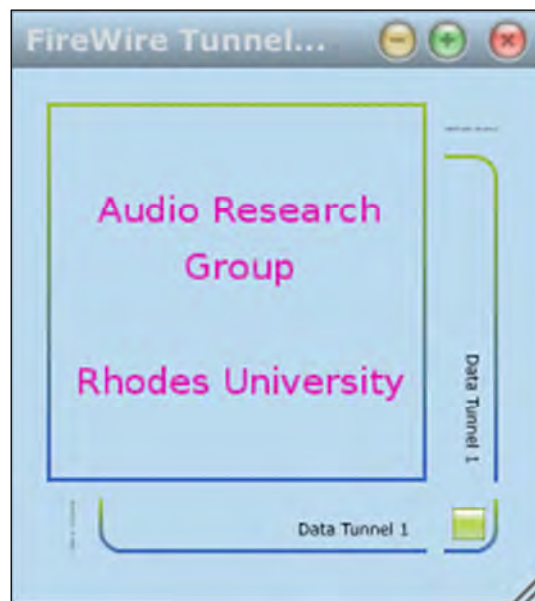 FireWire Tunnel...
Audio Research
Group
Rhodes University
Data Tunnel 1
Data Tunnel 1